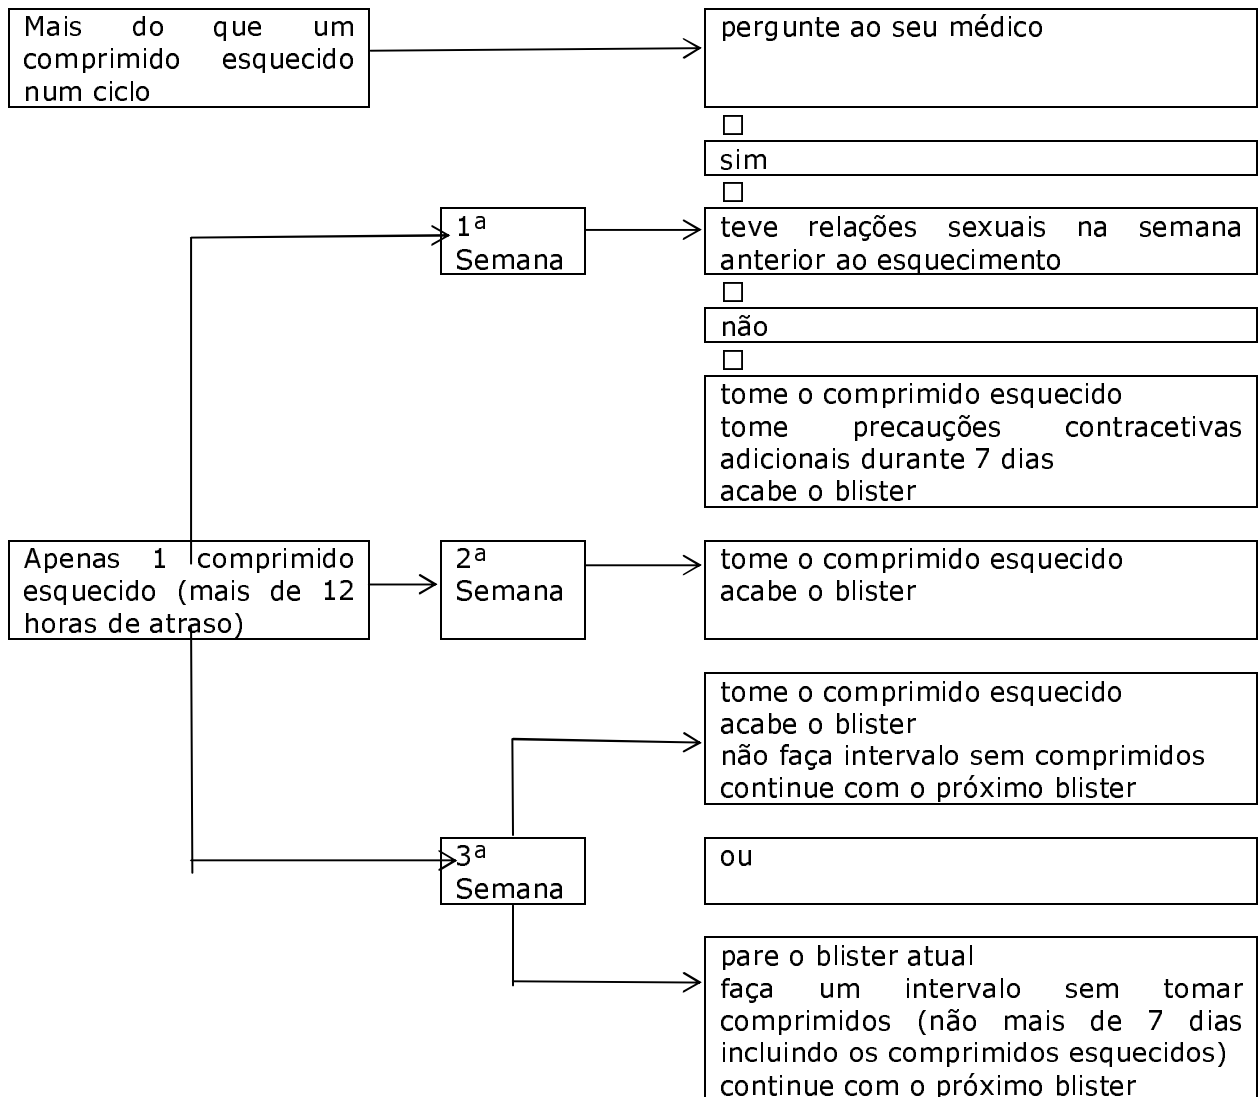 Mais do que um
comprimido esquecido
num ciclo
pergunte ao seu médico
sim
1ª
Semana
teve relações sexuais na semana
anterior ao esquecimento
não
tome o comprimido esquecido
tome precauções contracetivas
adicionais durante 7 dias
acabe o blister
Apenas 1 comprimido
esquecido (mais de 12
horas de atraso)
2ª
Semana
tome o comprimido esquecido
acabe o blister
tome o comprimido esquecido
acabe o blister
não faça intervalo sem comprimidos
continue com o próximo blister
3ª
Semana
ou
pare o blister atual
faça um intervalo sem tomar
comprimidos (não mais de 7 dias
incluindo os comprimidos esquecidos)
continue com o próximo blister